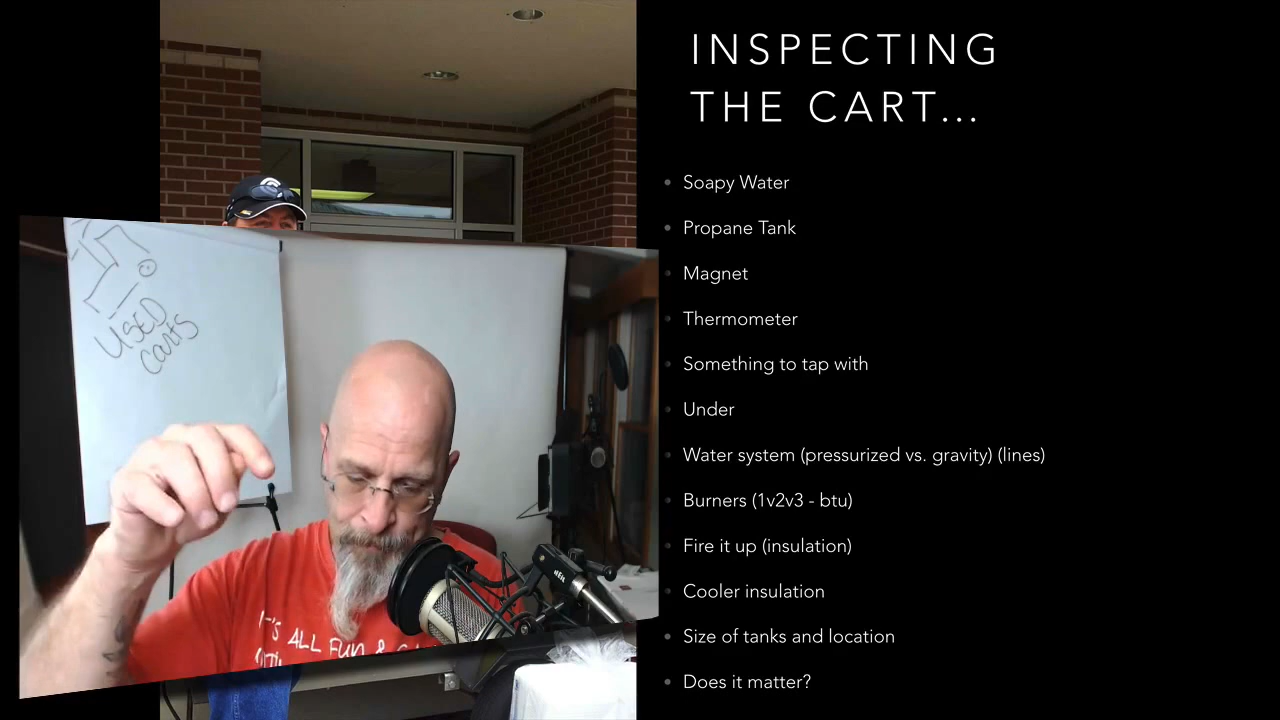 INSPECTING
THE CART...
• Soapy Water
• Propane Tank
• Magnet
• Thermometer
• Something to tap with
• Under
• Water system (pressurized vs. gravity) (lines)
• Burners (1v2v3 - btu)
• Fire it up (insulation)
• Cooler insulation
• Size of tanks and location
• Does it matter?
USED
carts
IT'S ALL FUN &